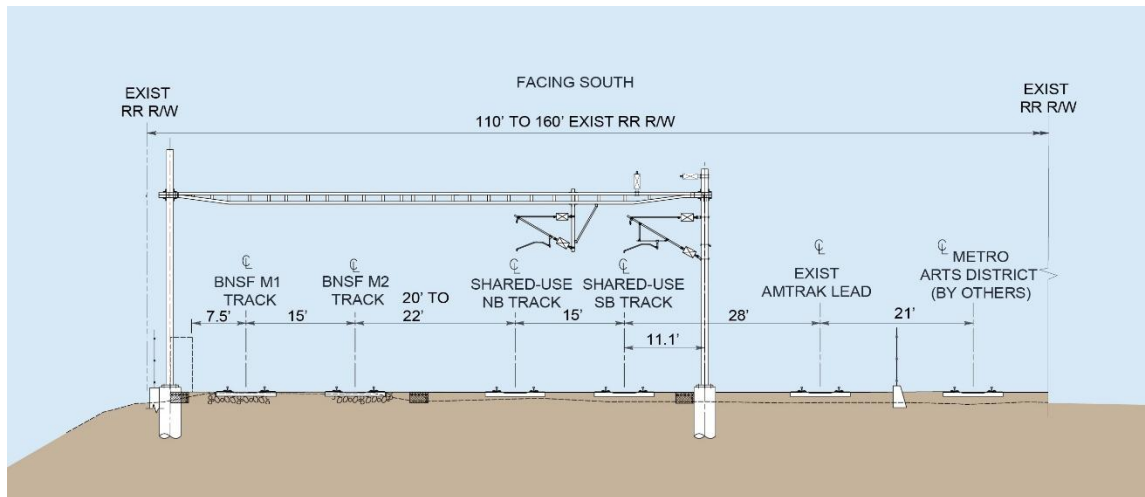 FACING SOUTH
EXIST
RR R/W
EXIST
RR R/W
110' TO 160' EXIST RR R/W
℄
BNSF M1
TRACK
℄
BNSF M2
TRACK
℄
SHARED-USE
NB TRACK
℄
SHARED-USE
SB TRACK
℄
EXIST
AMTRAK LEAD
℄
METRO
ARTS DISTRICT
(BY OTHERS)
7.5'
15'
20' TO
22'
15'
28'
21'
11.1'